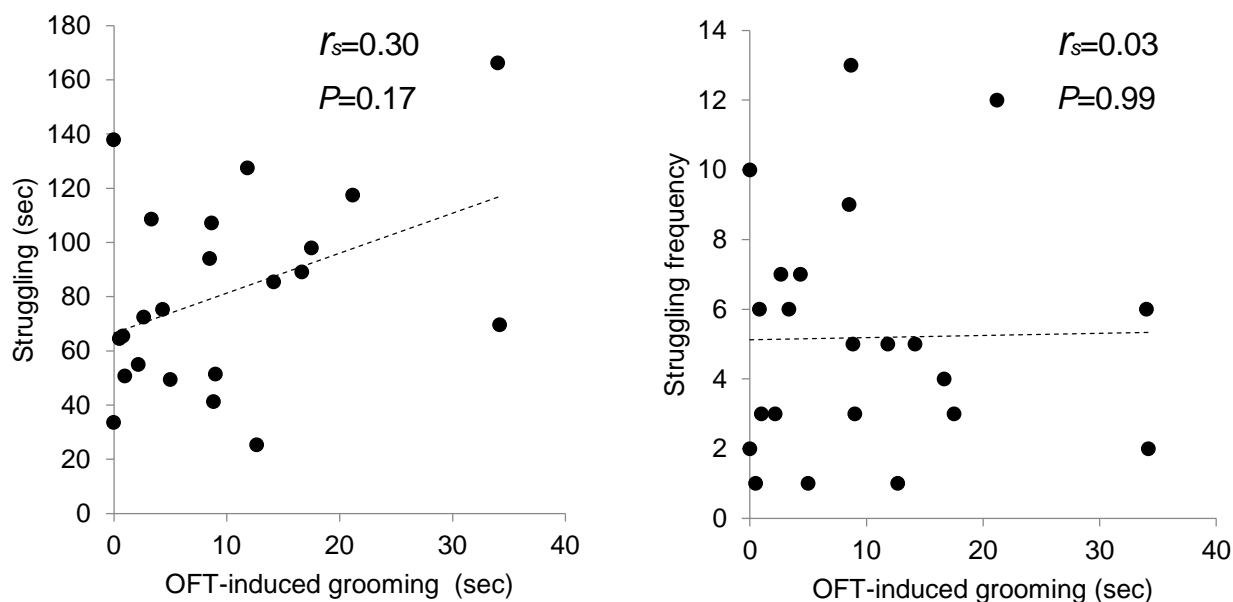 rs=0.30
P=0.17
180
160
140
120
100
80
60
40
20
0
Struggling (sec)
0 10 20 30 40
OFT-induced grooming (sec)
rs=0.03
P=0.99
14
12
10
8
6
4
2
0
Struggling frequency
0 10 20 30 40
OFT-induced grooming (sec)